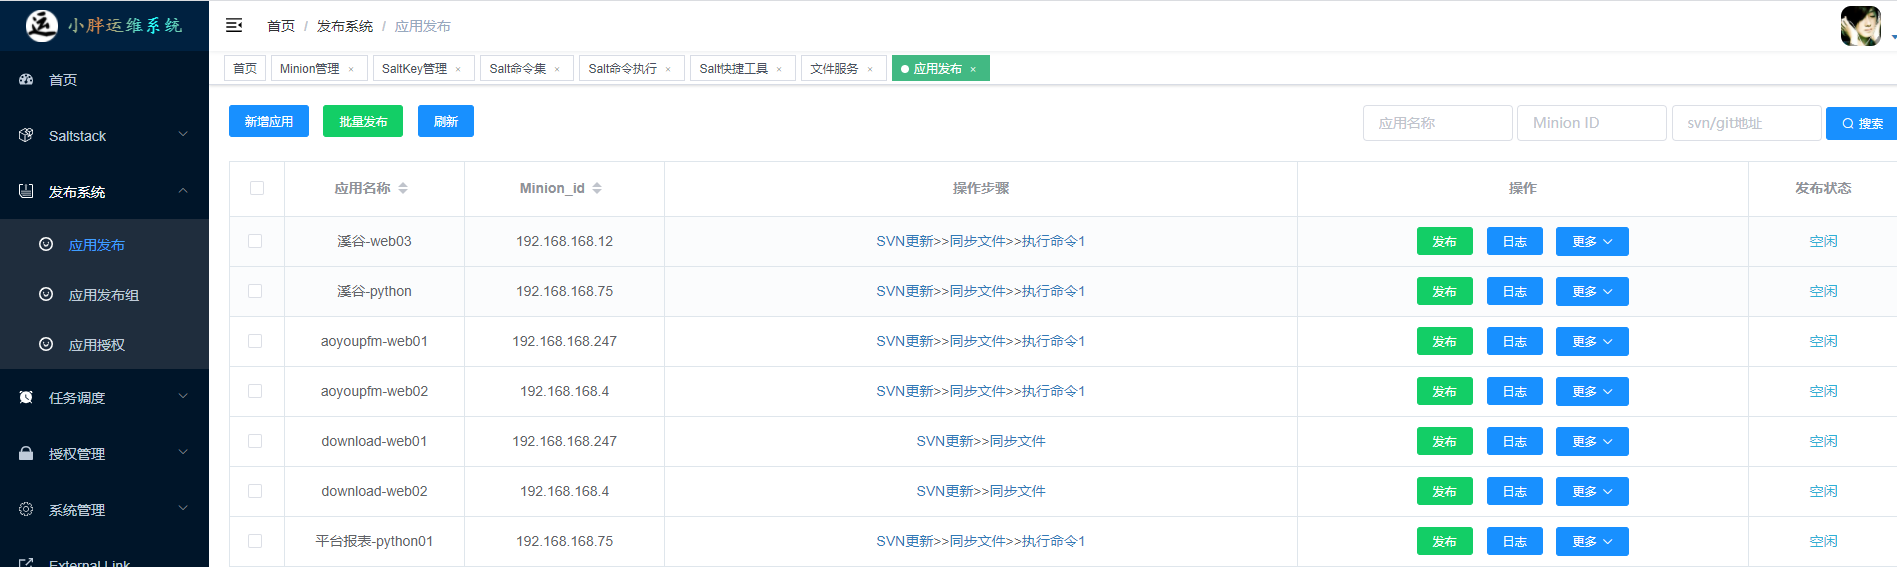 运 小胖运维系统
首页 / 发布系统 / 应用发布
首页 Minion管理 × SaltKey管理 × Salt命令集 × Salt命令执行 × Salt快捷工具 × 文件服务 × 应用发布 ×
首页
Saltstack
发布系统
应用发布
应用发布组
应用授权
任务调度
授权管理
系统管理
External Link
新增应用 批量发布 刷新 应用名称 Minion ID svn/git地址 搜索
应用名称 Minion_id 操作步骤 操作 发布状态
溪谷-web03 192.168.168.12 SVN更新>>同步文件>>执行命令1 发布 日志 更多 空闲
溪谷-python 192.168.168.75 SVN更新>>同步文件>>执行命令1 发布 日志 更多 空闲
aoyoupfm-web01 192.168.168.247 SVN更新>>同步文件>>执行命令1 发布 日志 更多 空闲
aoyoupfm-web02 192.168.168.4 SVN更新>>同步文件>>执行命令1 发布 日志 更多 空闲
download-web01 192.168.168.247 SVN更新>>同步文件 发布 日志 更多 空闲
download-web02 192.168.168.4 SVN更新>>同步文件 发布 日志 更多 空闲
平台报表-python01 192.168.168.75 SVN更新>>同步文件>>执行命令1 发布 日志 更多 空闲